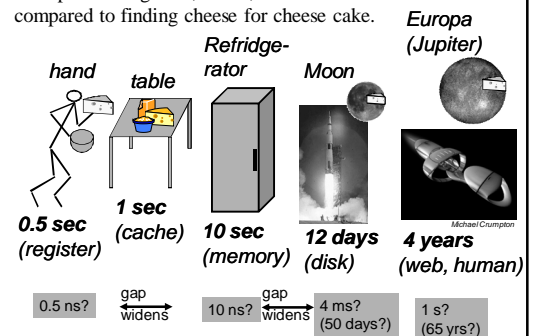 compared to finding cheese for cheese cake.
Europa
(Jupiter)
Refridge-
rator
Moon
hand
table
Michael Crumpton
0.5 sec
(register)
1 sec
(cache)
10 sec
(memory)
12 days
(disk)
4 years
(web, human)
0.5 ns?
gap
widens
10 ns?
gap
widens
4 ms?
(50 days?)
1 s?
(65 yrs?)